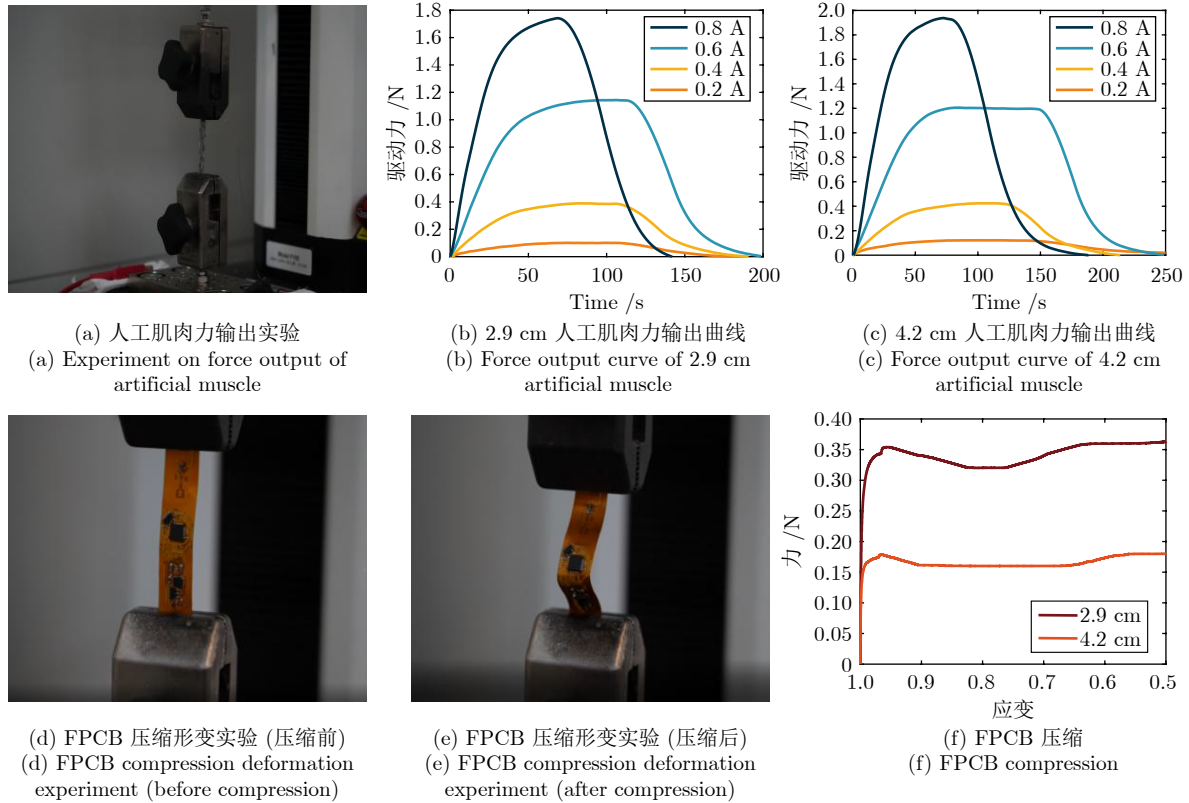 1.8
1.6
1.4
1.2
1.0
0.8
0.6
0.4
0.2
0
驱动力 /N
0.8 A
0.6 A
0.4 A
0.2 A
0 50 100 150 200
Time /s
2.0
1.8
1.6
1.4
1.2
1.0
0.8
0.6
0.4
0.2
0
驱动力 /N
0.8 A
0.6 A
0.4 A
0.2 A
0 50 100 150 200 250
Time /s
(a) 人工肌肉力输出实验
(a) Experiment on force output of
artificial muscle
(b) 2.9 cm 人工肌肉力输出曲线
(b) Force output curve of 2.9 cm
artificial muscle
(c) 4.2 cm 人工肌肉力输出曲线
(c) Force output curve of 4.2 cm
artificial muscle
0.40
0.35
0.30
0.25
0.20
0.15
0.10
0.05
0
力 /N
2.9 cm
4.2 cm
1.0 0.9 0.8 0.7 0.6 0.5
应变
(d) FPCB 压缩形变实验 (压缩前)
(d) FPCB compression deformation
experiment (before compression)
(e) FPCB 压缩形变实验 (压缩后)
(e) FPCB compression deformation
experiment (after compression)
(f) FPCB 压缩
(f) FPCB compression